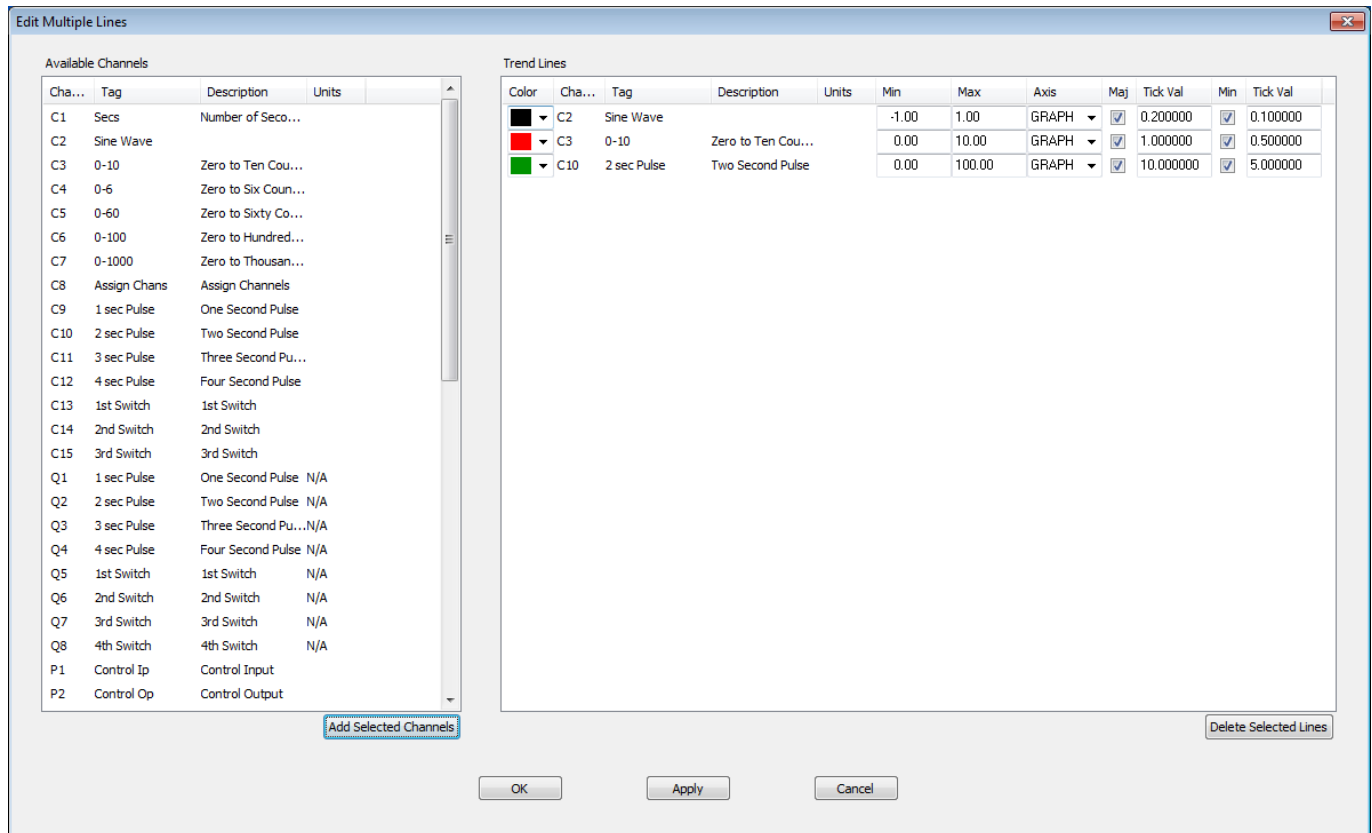 Edit Multiple Lines
Available Channels
Cha... Tag Description Units
C1 Secs Number of Seco...
C2 Sine Wave
C3 0-10 Zero to Ten Cou...
C4 0-6 Zero to Six Coun...
C5 0-60 Zero to Sixty Co...
C6 0-100 Zero to Hundred...
C7 0-1000 Zero to Thousan...
C8 Assign Chans Assign Channels
C9 1 sec Pulse One Second Pulse
C10 2 sec Pulse Two Second Pulse
C11 3 sec Pulse Three Second Pu...
C12 4 sec Pulse Four Second Pulse
C13 1st Switch 1st Switch
C14 2nd Switch 2nd Switch
C15 3rd Switch 3rd Switch
Q1 1 sec Pulse One Second Pulse N/A
Q2 2 sec Pulse Two Second Pulse N/A
Q3 3 sec Pulse Three Second Pu...N/A
Q4 4 sec Pulse Four Second Pulse N/A
Q5 1st Switch 1st Switch N/A
Q6 2nd Switch 2nd Switch N/A
Q7 3rd Switch 3rd Switch N/A
Q8 4th Switch 4th Switch N/A
P1 Control Ip Control Input
P2 Control Op Control Output
Add Selected Channels
Trend Lines
Color Cha... Tag Description Units Min Max Axis Maj Tick Val Min Tick Val
C2 Sine Wave -1.00 1.00 GRAPH 0.200000 0.100000
C3 0-10 Zero to Ten Cou... 0.00 10.00 GRAPH 1.000000 0.500000
C10 2 sec Pulse Two Second Pulse 0.00 100.00 GRAPH 10.000000 5.000000
Delete Selected Lines
OK Apply Cancel